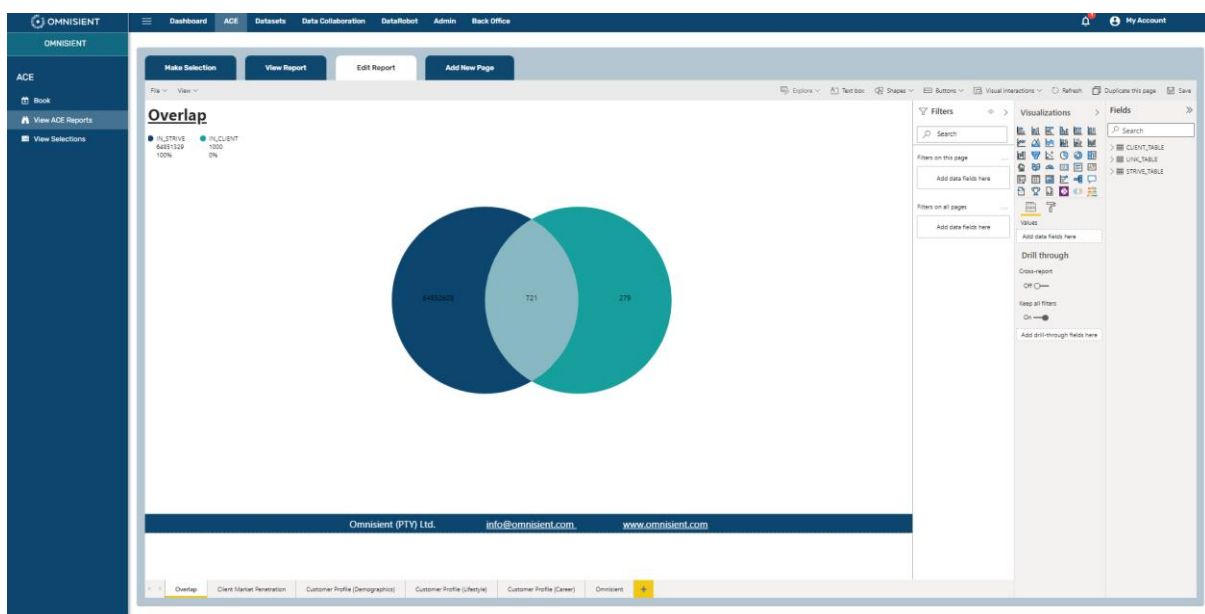 OMNISIENT
Dashboard ACE Datasets Data Collaboration DataRobot Admin Back Office My Account
OMNISIENT
ACE
Book
View ACE Reports
View Selections
Make Selection View Report Edit Report Add New Page
File View Explore Text box Shapes Buttons Visual interactions Refresh Duplicate this page Save
Overlap
IN_STRIVE IN_CLIENT
64851329 1000
100% 0%
721 279
Omnisient (PTY) Ltd. info@omnisient.com www.omnisient.com
Overlap Client Market Penetration Customer Profile (Demographics) Customer Profile (Lifestyle) Customer Profile (Career) Omnisient +
Filters
Search
Filters on this page ...
Add data fields here
Filters on all pages ...
Add data fields here
Visualizations
Values
Add data fields here
Drill through
Cross-report
Off
Keep all filters
On
Add drill-through fields here
Fields
Search
CLIENT_TABLE
LINK_TABLE
STRIVE_TABLE